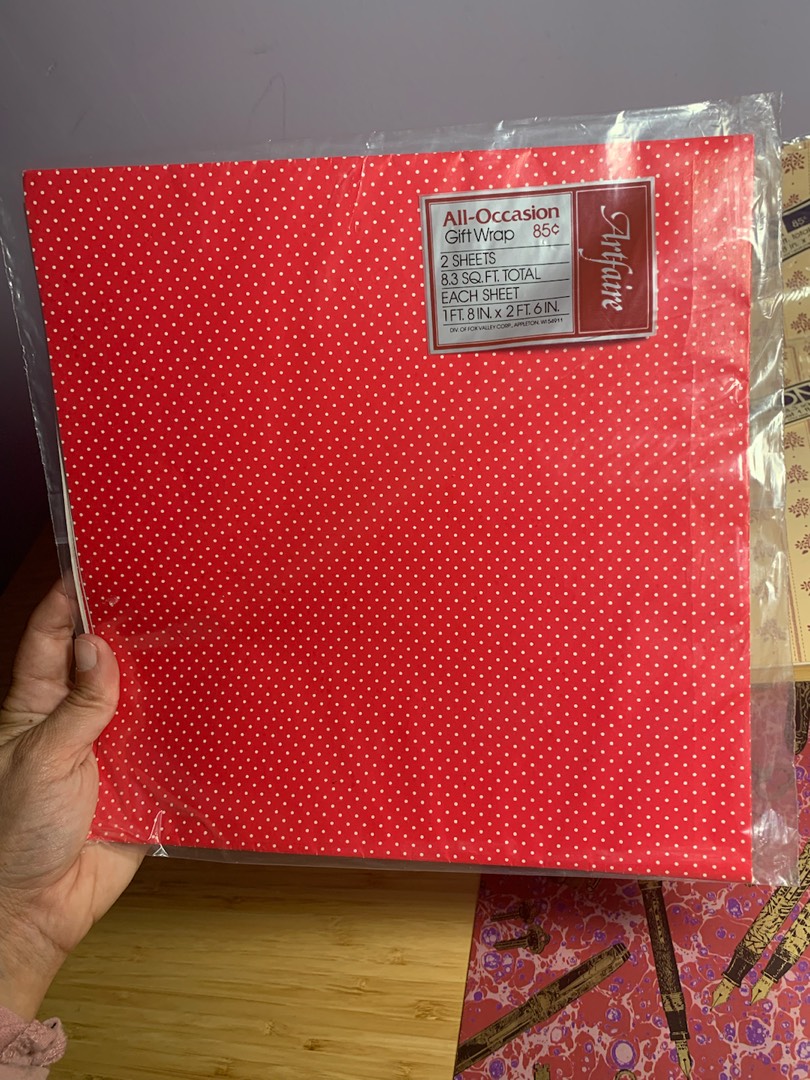 All-Occasion
Gift Wrap 85¢
2 SHEETS
8.3 SQ. FT. TOTAL
EACH SHEET
1 FT. 8 IN. x 2 FT. 6 IN.
DIV. OF FOX VALLEY CORP., APPLETON, WI 54911
Artfaire